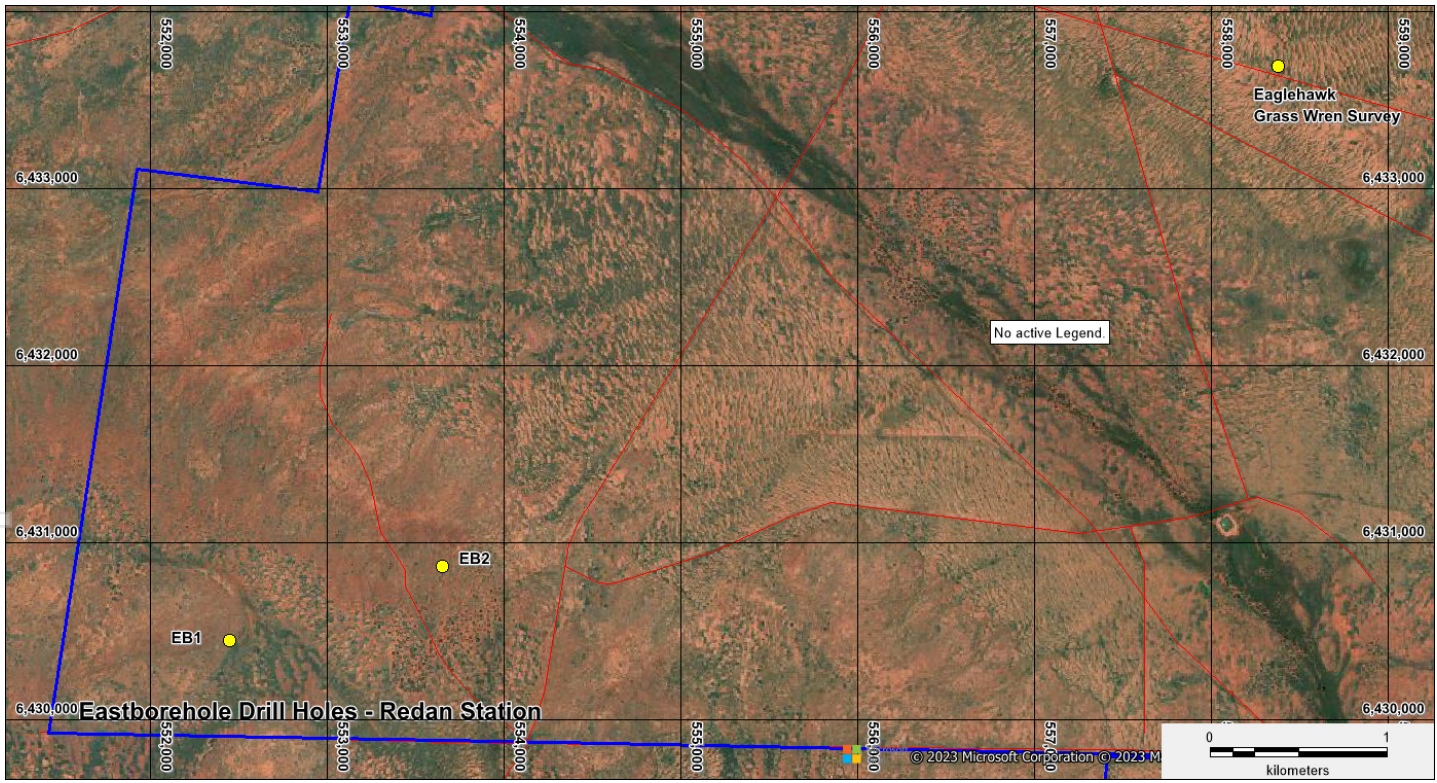 552,000
553,000
554,000
555,000
556,000
557,000
558,000
559,000
Eaglehawk
Grass Wren Survey
6,433,000
6,433,000
No active Legend.
6,432,000
6,432,000
6,431,000
6,431,000
EB2
EB1
6,430,000
6,430,000
Eastborehole Drill Holes - Redan Station
552,000
553,000
554,000
555,000
556,000
557,000
Microsoft
© 2023 Microsoft Corporation © 2023 M
0
1
kilometers